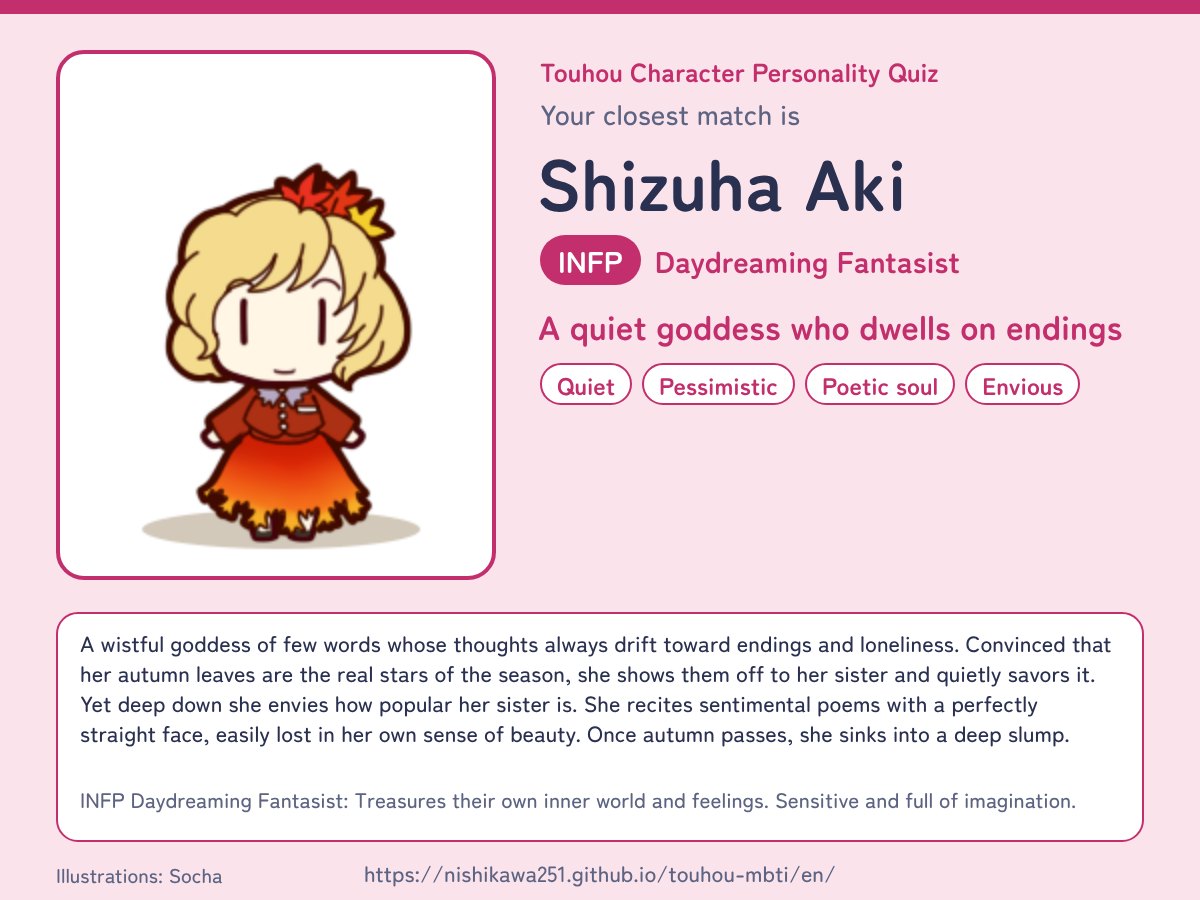 Touhou Character Personality Quiz
Your closest match is
Shizuha Aki
INFP Daydreaming Fantasist
A quiet goddess who dwells on endings
Quiet Pessimistic Poetic soul Envious
A wistful goddess of few words whose thoughts always drift toward endings and loneliness. Convinced that
her autumn leaves are the real stars of the season, she shows them off to her sister and quietly savors it.
Yet deep down she envies how popular her sister is. She recites sentimental poems with a perfectly
straight face, easily lost in her own sense of beauty. Once autumn passes, she sinks into a deep slump.
INFP Daydreaming Fantasist: Treasures their own inner world and feelings. Sensitive and full of imagination.
Illustrations: Socha https://nishikawa251.github.io/touhou-mbti/en/